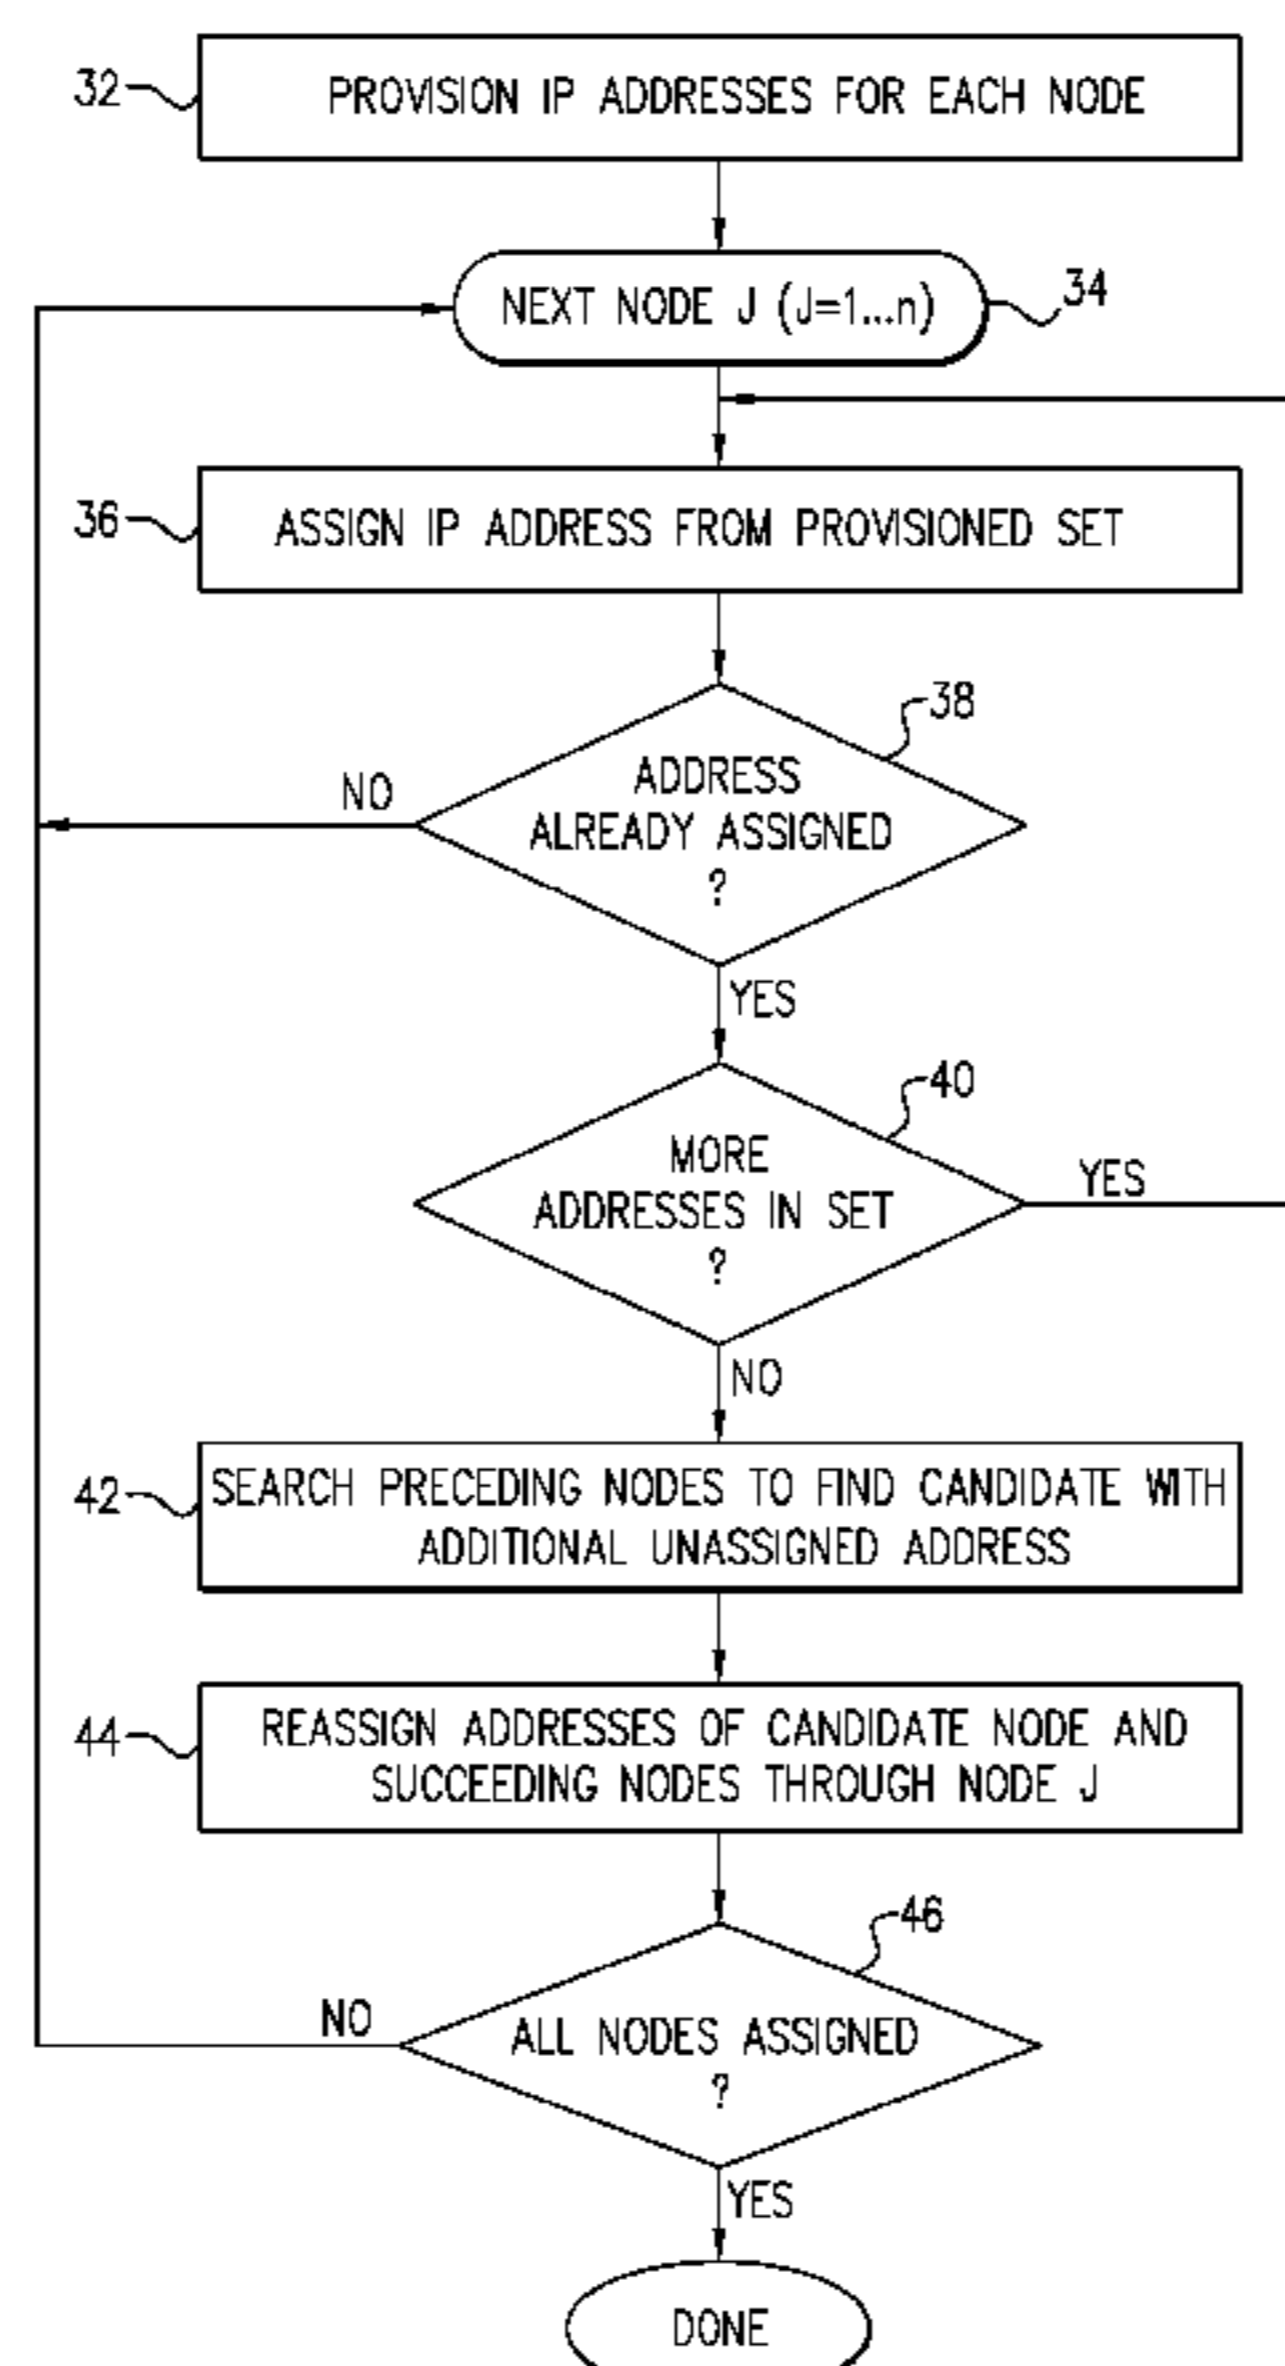 32
PROVISION IP ADDRESSES FOR EACH NODE
NEXT NODE J (J=1...n)
34
36
ASSIGN IP ADDRESS FROM PROVISIONED SET
38
ADDRESS
ALREADY ASSIGNED
?
NO
YES
40
MORE
ADDRESSES IN SET
?
YES
NO
42
SEARCH PRECEDING NODES TO FIND CANDIDATE WITH
ADDITIONAL UNASSIGNED ADDRESS
44
REASSIGN ADDRESSES OF CANDIDATE NODE AND
SUCCEEDING NODES THROUGH NODE J
46
ALL NODES ASSIGNED
?
NO
YES
DONE